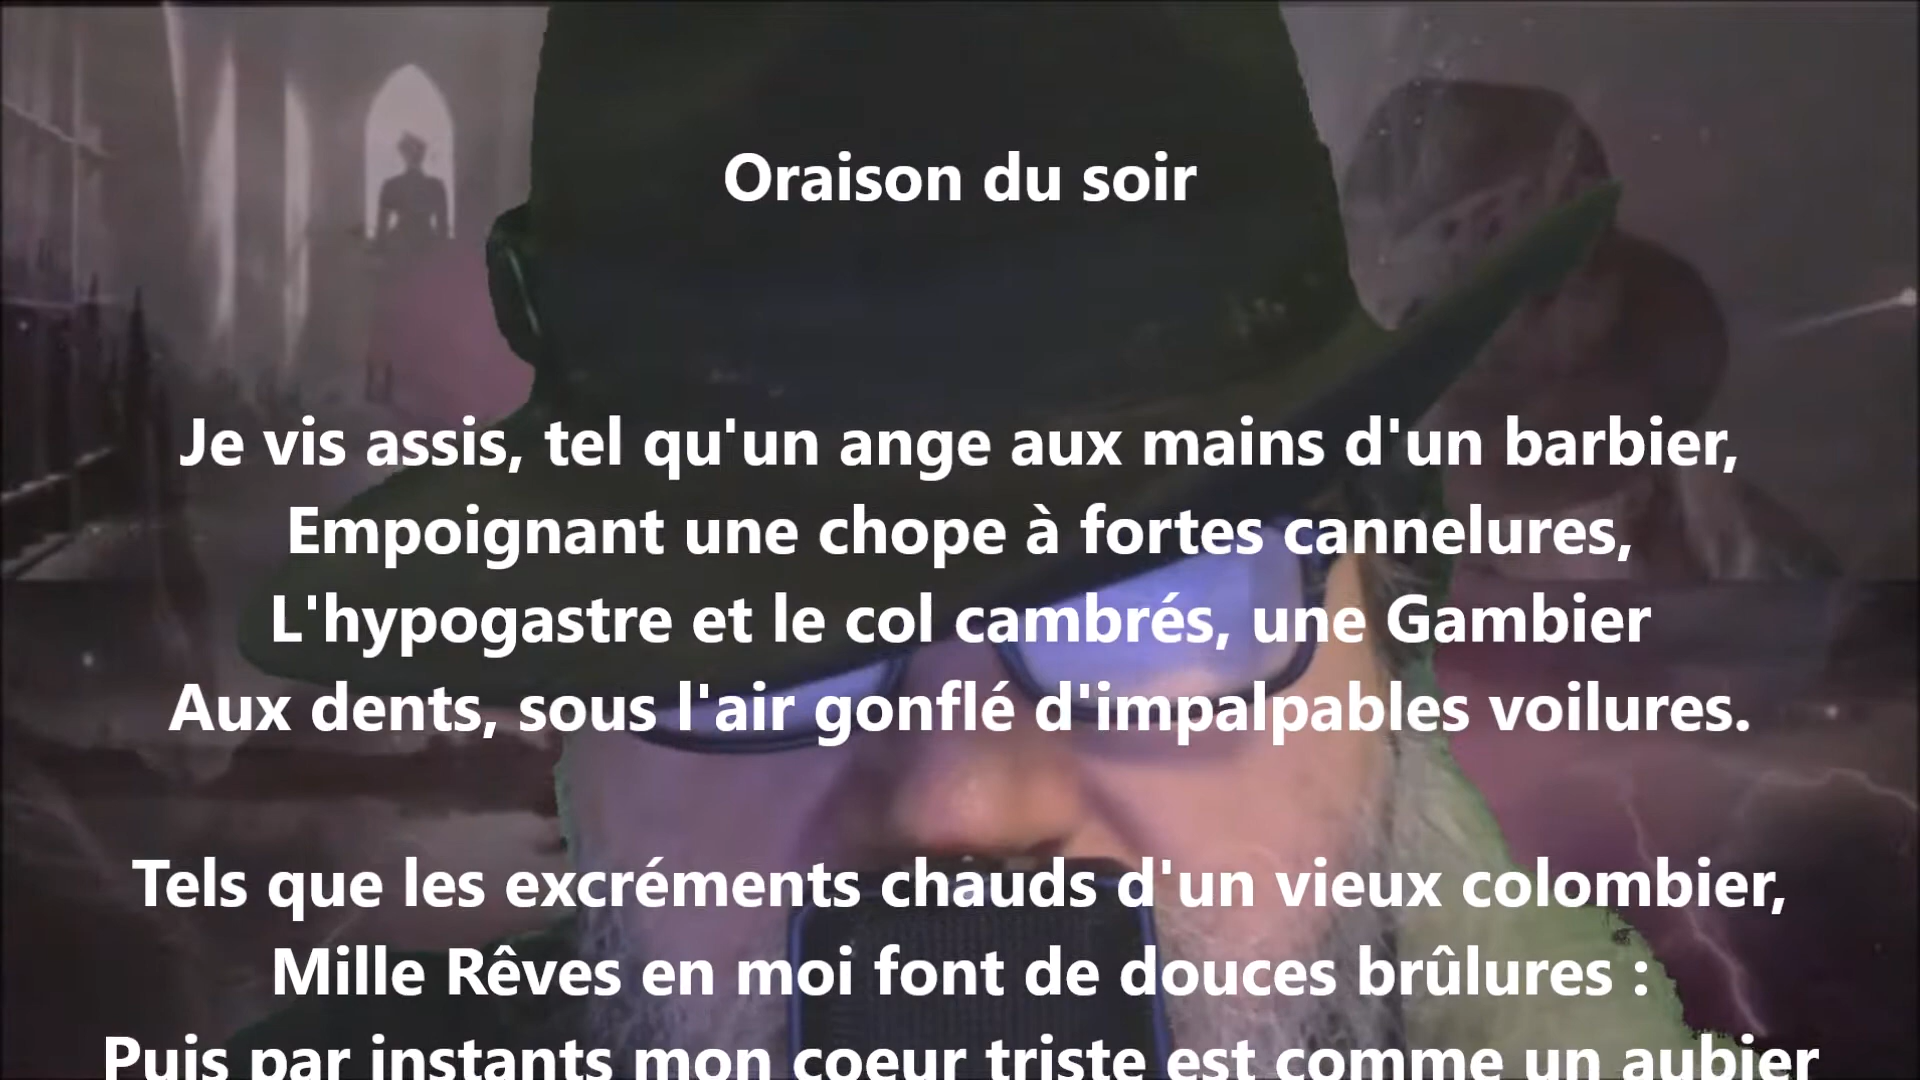 Oraison du soir
Je vis assis, tel qu'un ange aux mains d'un barbier,
Empoignant une chope à fortes cannelures,
L'hypogastre et le col cambrés, une Gambier
Aux dents, sous l'air gonflé d'impalpables voilures.
Tels que les excréments chauds d'un vieux colombier,
Mille Rêves en moi font de douces brûlures :
Puis par instants mon coeur triste est comme un aubier